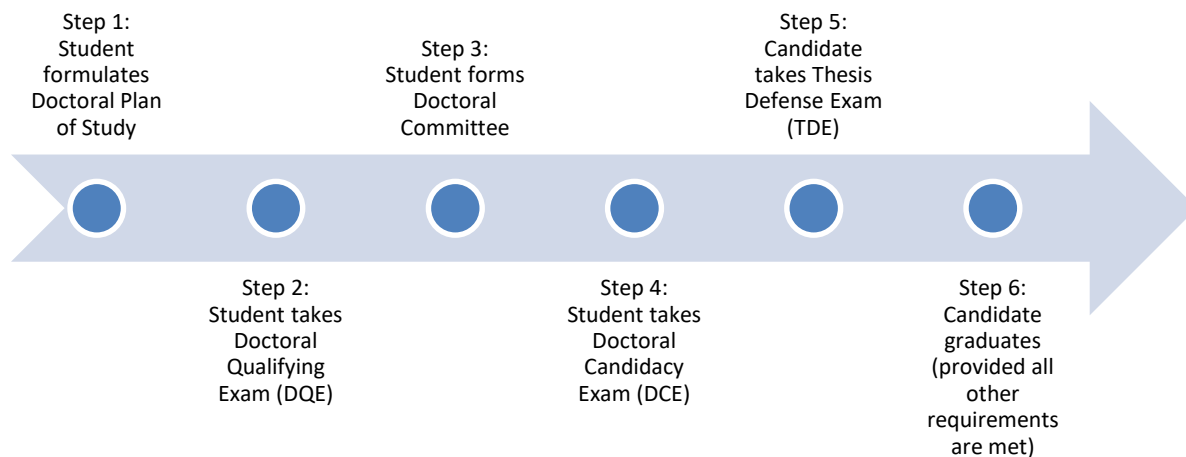 Step 1:
Student
formulates
Doctoral Plan
of Study
Step 2:
Student takes
Doctoral
Qualifying
Exam (DQE)
Step 3:
Student forms
Doctoral
Committee
Step 4:
Student takes
Doctoral
Candidacy
Exam (DCE)
Step 5:
Candidate
takes Thesis
Defense Exam
(TDE)
Step 6:
Candidate
graduates
(provided all
other
requirements
are met)